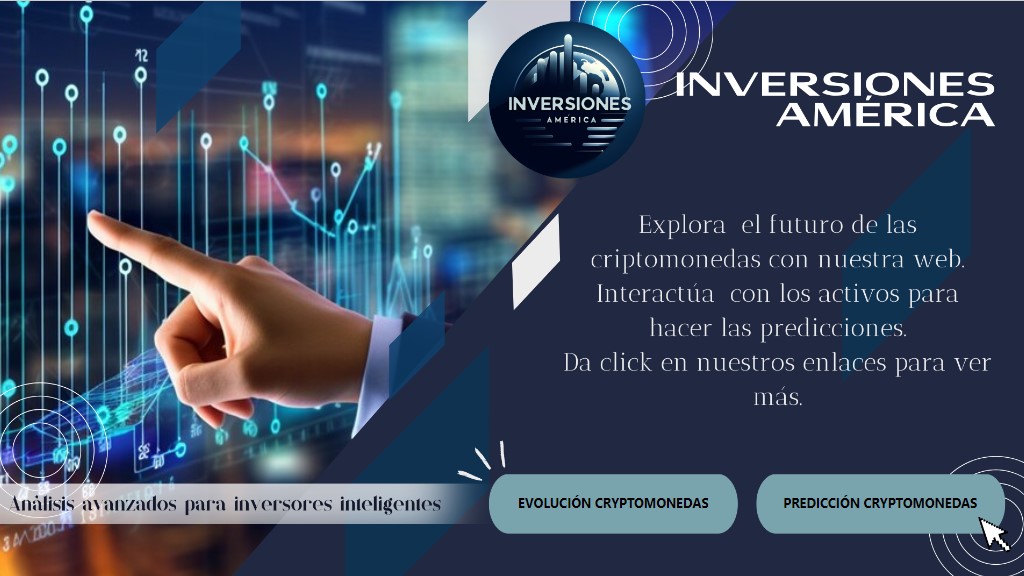 12
INVERSIONES
AMÉRICA
INVERSIONES
AMÉRICA
Explora el futuro de las
criptomonedas con nuestra web.
Interactúa con los activos para
hacer las predicciones.
Da click en nuestros enlaces para ver
más.
Análisis avanzados para inversores inteligentes
EVOLUCIÓN CRYPTOMONEDAS
PREDICCIÓN CRYPTOMONEDAS